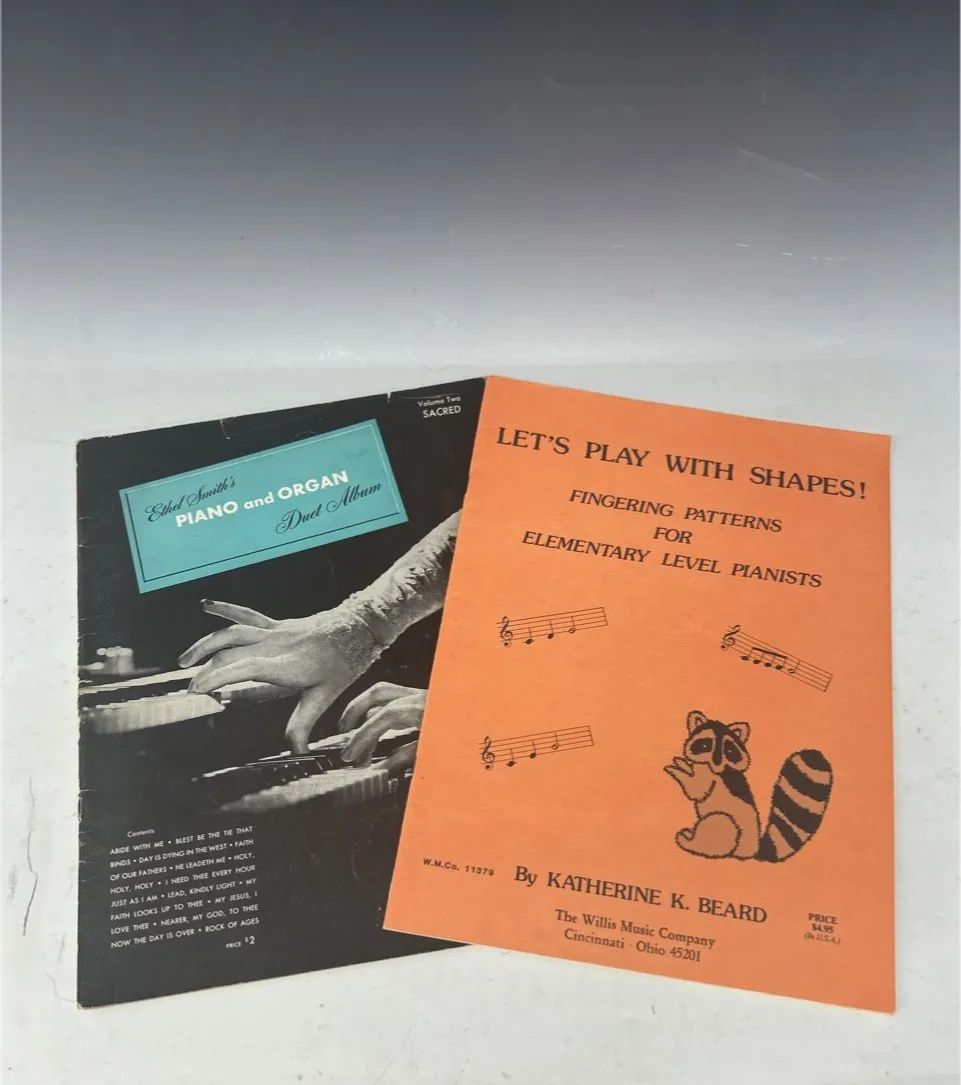 Volume Two
SACRED
Ethel Smith's
PIANO and ORGAN
Duet Album
Contents
ABIDE WITH ME • BLEST BE THE TIE THAT
BINDS • DAY IS DYING IN THE WEST • FAITH
OF OUR FATHERS • HE LEADETH ME • HOLY,
HOLY, HOLY • I NEED THEE EVERY HOUR
JUST AS I AM • LEAD, KINDLY LIGHT • MY
FAITH LOOKS UP TO THEE • MY JESUS, I
LOVE THEE • NEARER, MY GOD, TO THEE
NOW THE DAY IS OVER • ROCK OF AGES
PRICE $2
LET'S PLAY WITH SHAPES!
FINGERING PATTERNS
FOR
ELEMENTARY LEVEL PIANISTS
W.M.Co. 11379
By KATHERINE K. BEARD
The Willis Music Company
Cincinnati · Ohio 45201
PRICE
$4.95
(In U.S.A.)